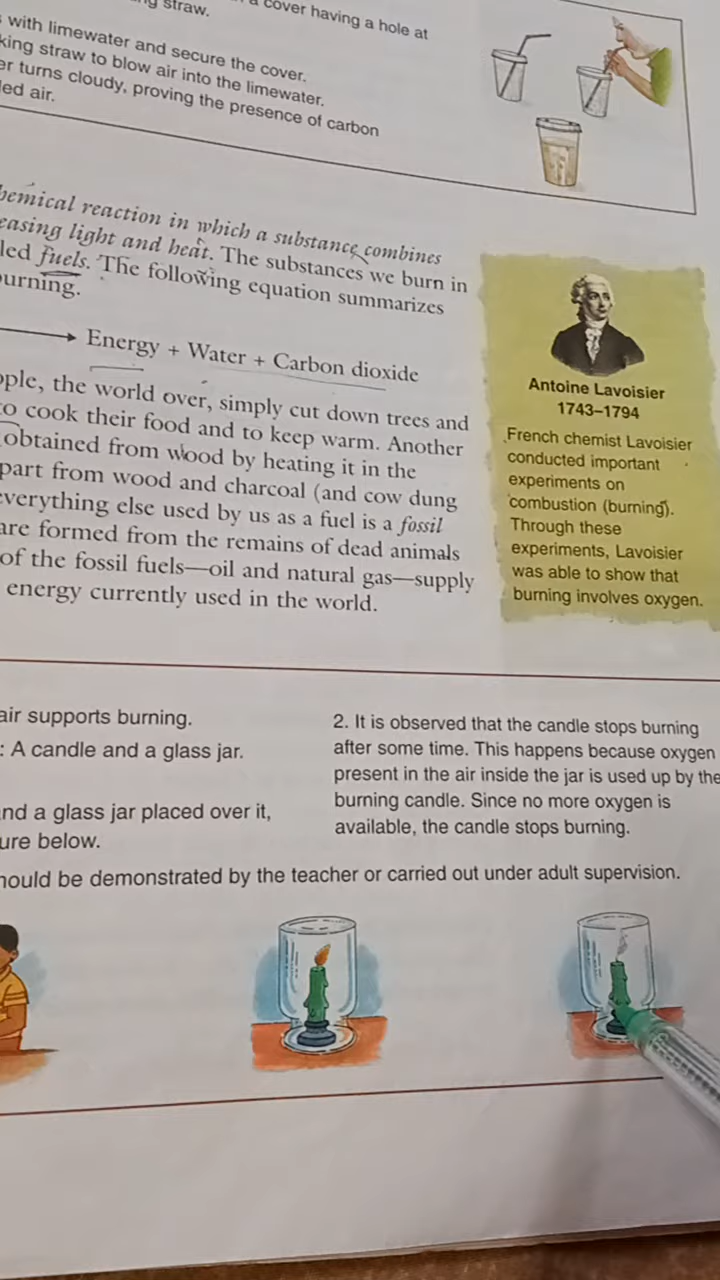 straw.
a cover having a hole at
with limewater and secure the cover.
king straw to blow air into the limewater.
er turns cloudy, proving the presence of carbon
led air.
hemical reaction in which a substance combines
easing light and heat. The substances we burn in
led fuels. The following equation summarizes
urning.
Energy + Water + Carbon dioxide
ople, the world over, simply cut down trees and
to cook their food and to keep warm. Another
obtained from wood by heating it in the
part from wood and charcoal (and cow dung
everything else used by us as a fuel is a fossil
are formed from the remains of dead animals
of the fossil fuels—oil and natural gas—supply
energy currently used in the world.
Antoine Lavoisier
1743–1794
French chemist Lavoisier
conducted important
experiments on
combustion (burning).
Through these
experiments, Lavoisier
was able to show that
burning involves oxygen.
air supports burning.
: A candle and a glass jar.
nd a glass jar placed over it,
ure below.
2. It is observed that the candle stops burning
after some time. This happens because oxygen
present in the air inside the jar is used up by the
burning candle. Since no more oxygen is
available, the candle stops burning.
hould be demonstrated by the teacher or carried out under adult supervision.